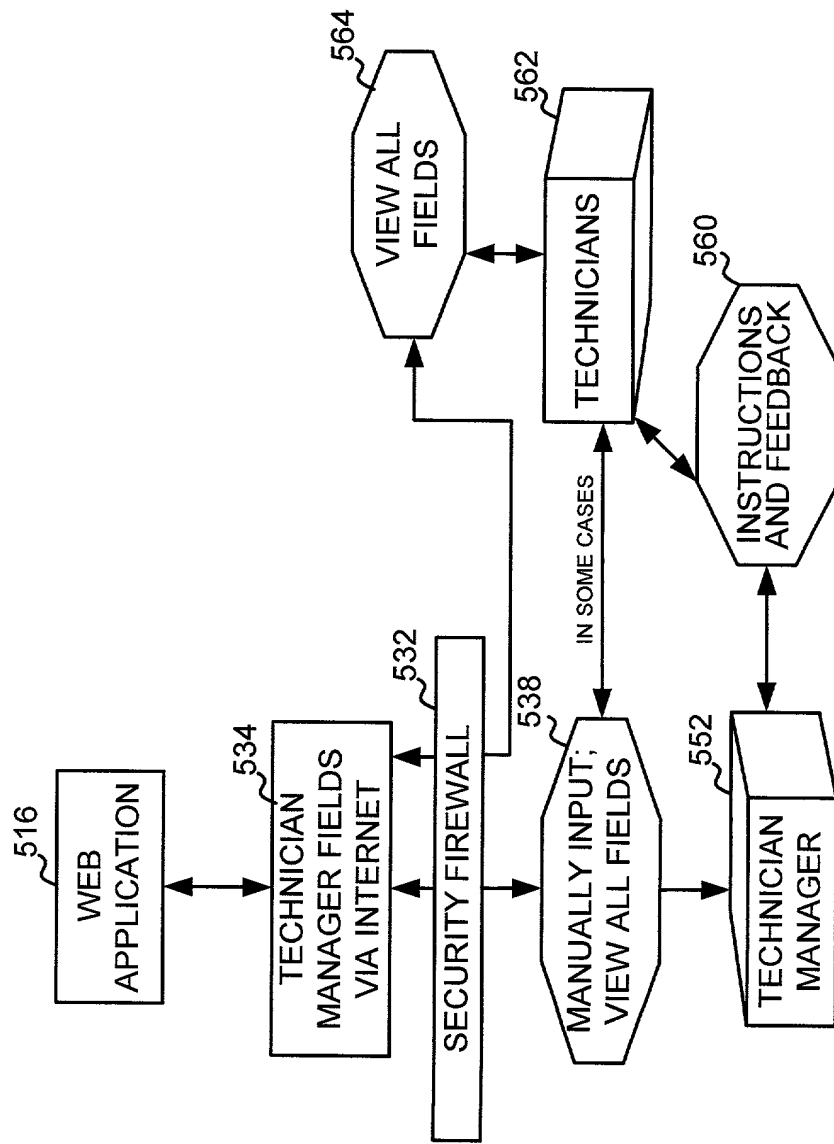 516
WEB
APPLICATION
534
TECHNICIAN
MANAGER FIELDS
VIA INTERNET
532
SECURITY FIREWALL
538
MANUALLY INPUT;
VIEW ALL FIELDS
552
TECHNICIAN
MANAGER
IN SOME CASES
564
VIEW ALL
FIELDS
562
TECHNICIANS
560
INSTRUCTIONS
AND FEEDBACK